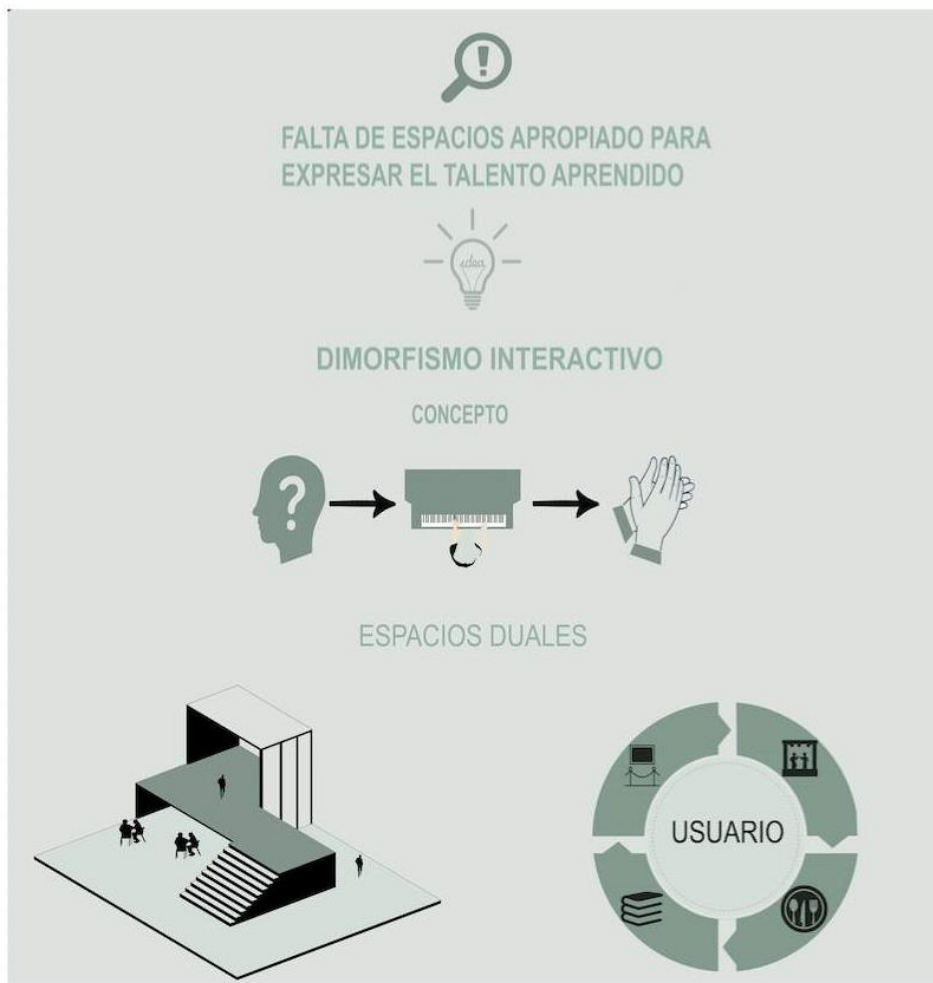 FALTA DE ESPACIOS APROPIADO PARA
EXPRESAR EL TALENTO APRENDIDO
idea
DIMORFISMO INTERACTIVO
CONCEPTO
ESPACIOS DUALES
USUARIO